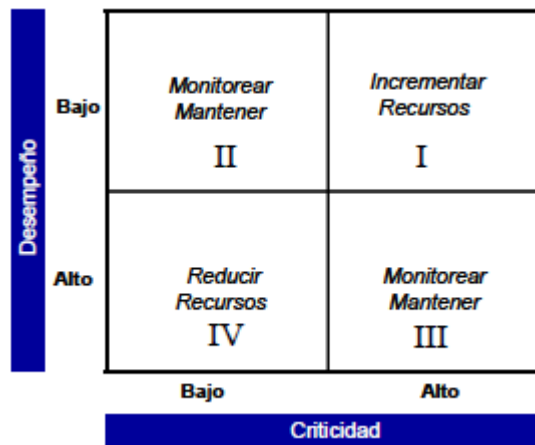 Desempeño
Bajo
Monitorear
Mantener
II
Incrementar
Recursos
I
Alto
Reducir
Recursos
IV
Monitorear
Mantener
III
Bajo
Alto
Criticidad